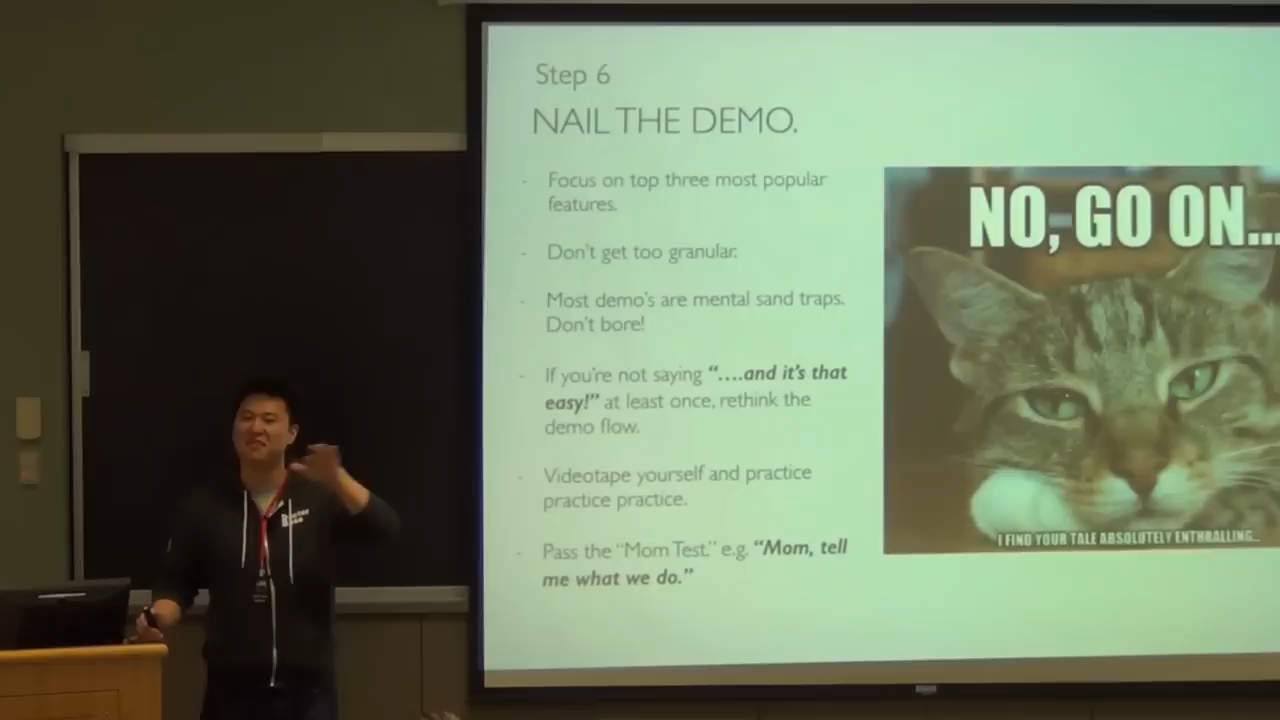 Step 6
NAIL THE DEMO.
- Focus on top three most popular
features.
- Don't get too granular.
- Most demo's are mental sand traps.
Don't bore!
- If you're not saying "....and it's that
easy!" at least once, rethink the
demo flow.
- Videotape yourself and practice
practice practice.
- Pass the "Mom Test." e.g. "Mom, tell
me what we do."
NO, GO ON...
I FIND YOUR TALE ABSOLUTELY ENTHRALLING...